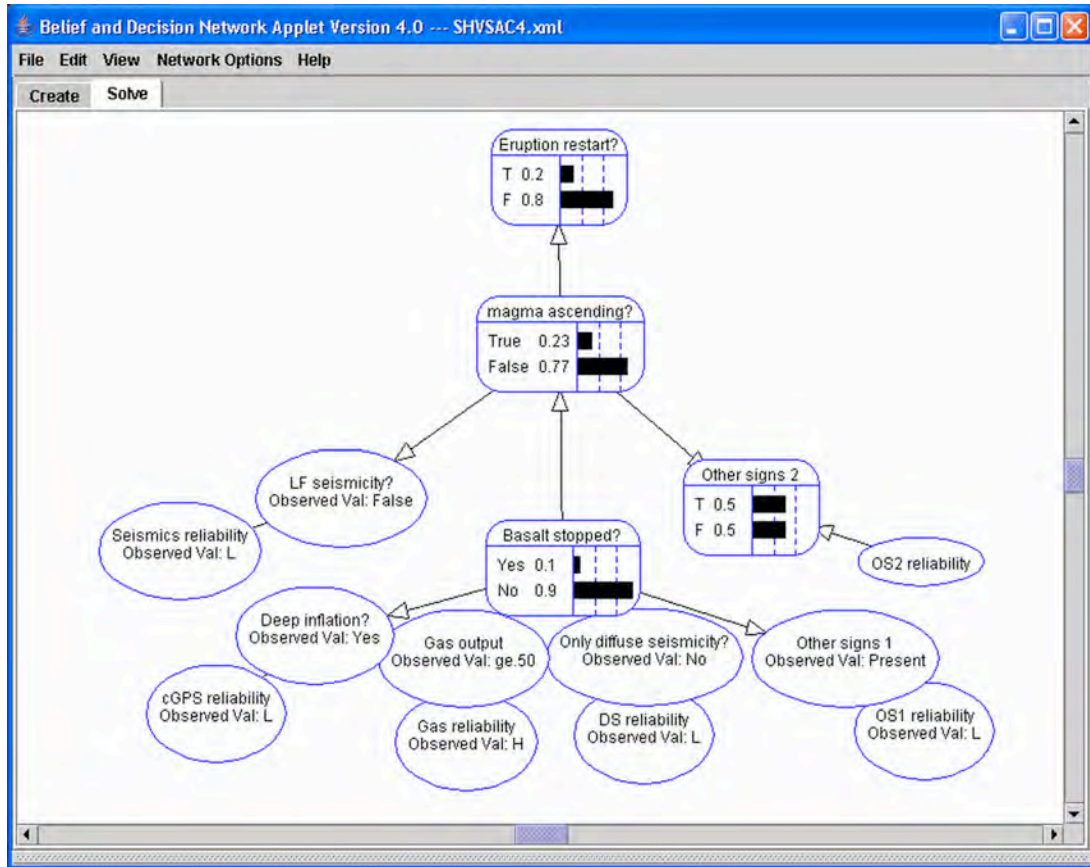 Belief and Decision Network Applet Version 4.0 --- SHVSAC4.xml
File Edit View Network Options Help
Create Solve
Eruption restart?
T 0.2
F 0.8
magma ascending?
True 0.23
False 0.77
LF seismicity?
Observed Val: False
Other signs 2
T 0.5
F 0.5
Seismics reliability
Observed Val: L
Basalt stopped?
Yes 0.1
No 0.9
OS2 reliability
Deep inflation?
Observed Val: Yes
Gas output
Observed Val: ge.50
Only diffuse seismicity?
Observed Val: No
Other signs 1
Observed Val: Present
cGPS reliability
Observed Val: L
Gas reliability
Observed Val: H
DS reliability
Observed Val: L
OS1 reliability
Observed Val: L